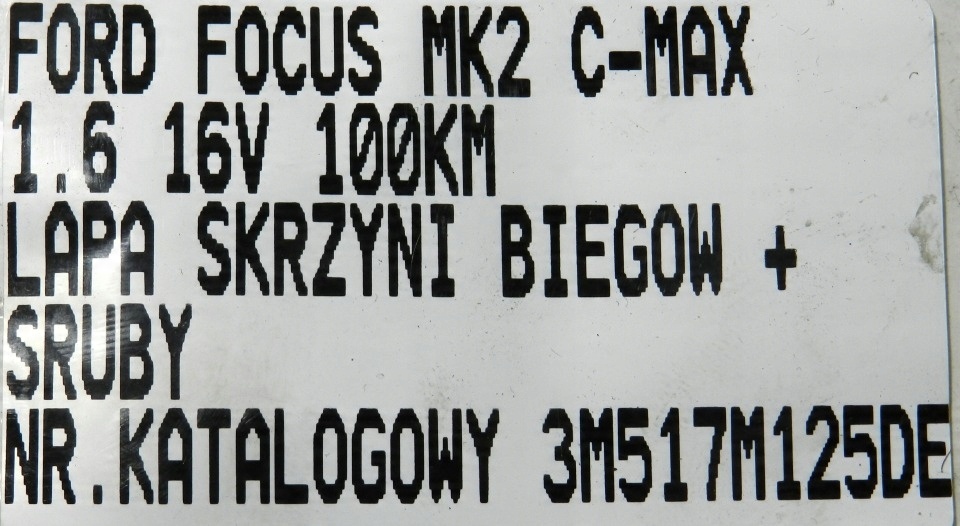 FORD FOCUS MK2 C-MAX
1.6 16V 100KM
LAPA SKRZYNI BIEGOW +
SRUBY
NR.KATALOGOWY 3M517M125DE